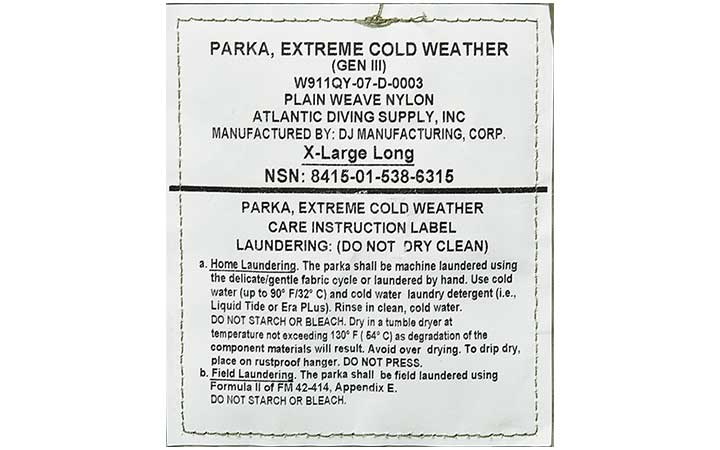 PARKA, EXTREME COLD WEATHER
(GEN III)
W911QY-07-D-0003
PLAIN WEAVE NYLON
ATLANTIC DIVING SUPPLY, INC
MANUFACTURED BY: DJ MANUFACTURING, CORP.
X-Large Long
NSN: 8415-01-538-6315
PARKA, EXTREME COLD WEATHER
CARE INSTRUCTION LABEL
LAUNDERING: (DO NOT DRY CLEAN)
a. Home Laundering. The parka shall be machine laundered using
the delicate/gentle fabric cycle or laundered by hand. Use cold
water (up to 90° F/32° C) and cold water laundry detergent (i.e.,
Liquid Tide or Era PLus). Rinse in clean, cold water.
DO NOT STARCH OR BLEACH. Dry in a tumble dryer at
temperature not exceeding 130° F ( 54° C) as degradation of the
component materials will result. Avoid over drying. To drip dry,
place on rustproof hanger. DO NOT PRESS.
b. Field Laundering. The parka shall be field laundered using
Formula II of FM 42-414, Appendix E.
DO NOT STARCH OR BLEACH.